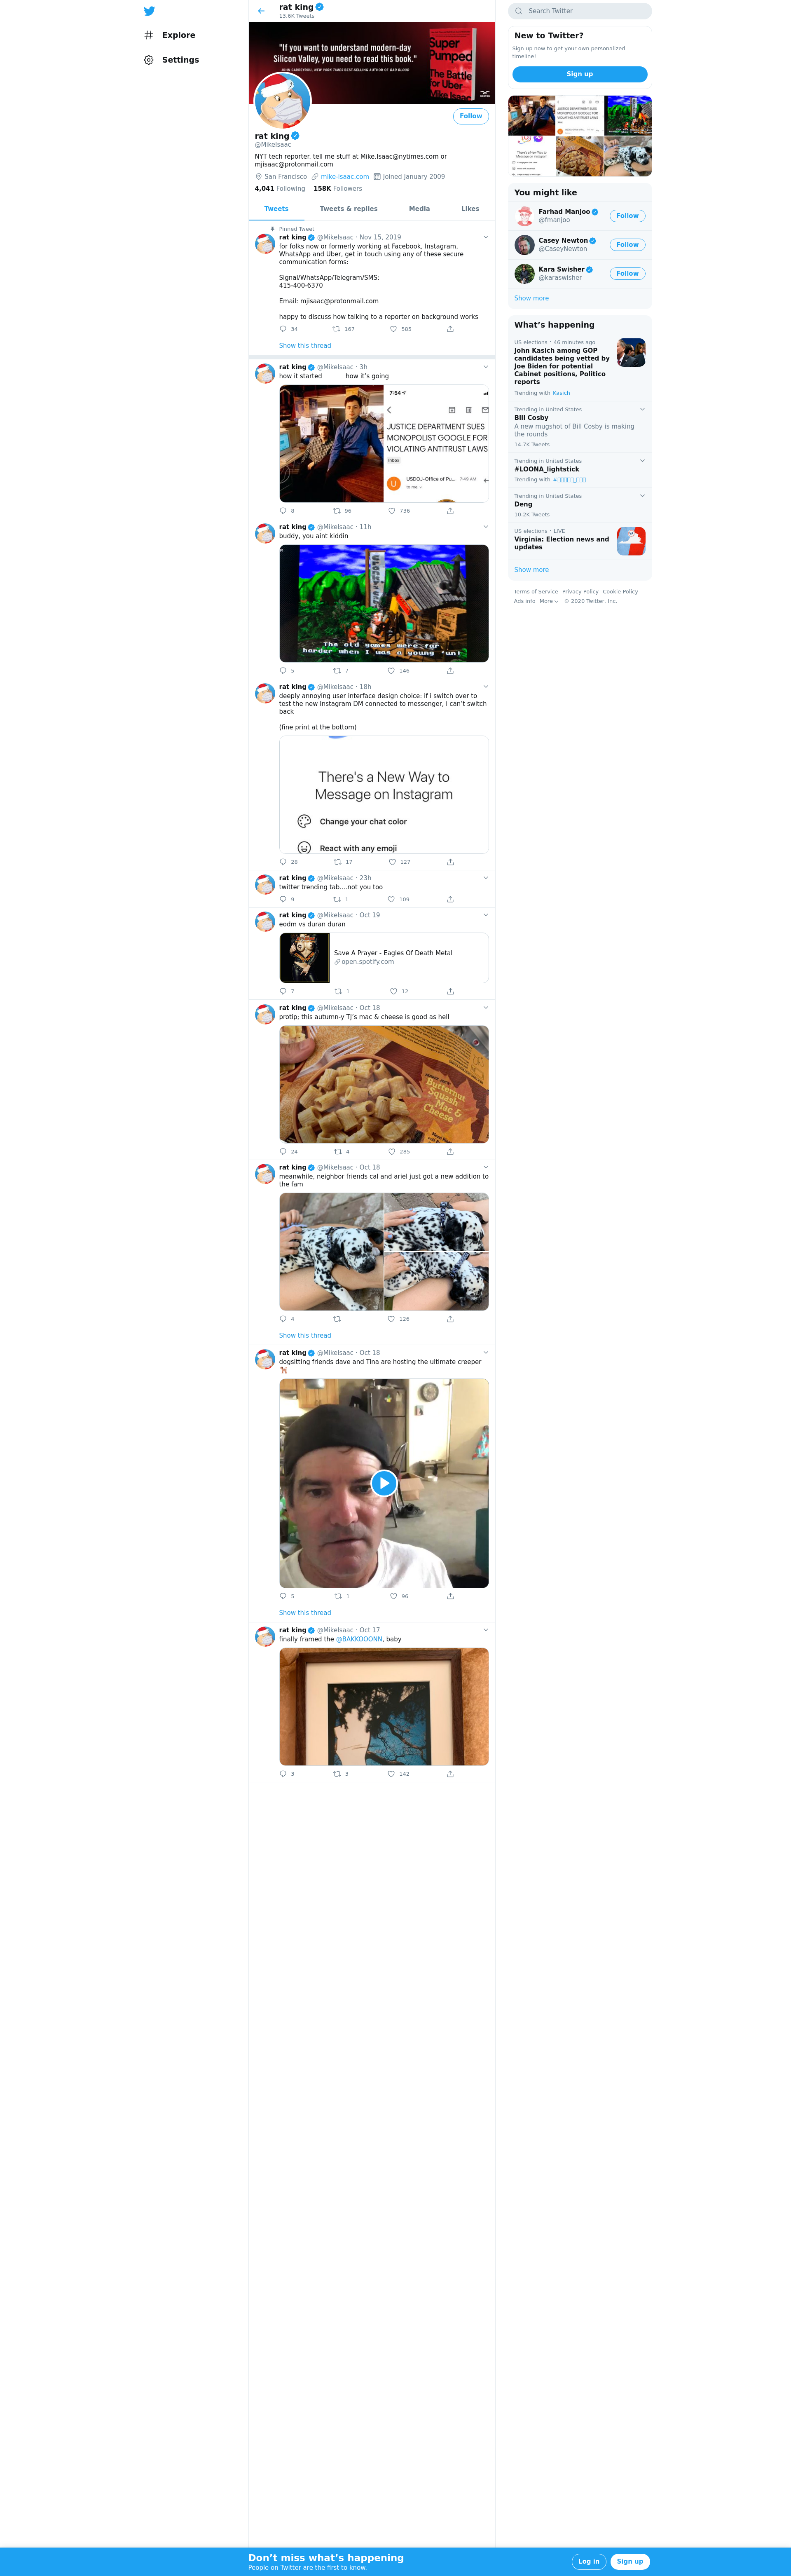 Explore
Settings
rat king
13.6K Tweets
"If you want to understand modern-day
Silicon Valley, you need to read this book."
JOHN CARREYROU, NEW YORK TIMES BEST-SELLING AUTHOR OF BAD BLOOD
Super
Pumped
The Battle
for Uber
Mike Isaac
Follow
rat king
@MikeIsaac
NYT tech reporter. tell me stuff at Mike.Isaac@nytimes.com or
mjisaac@protonmail.com
San Francisco mike-isaac.com Joined January 2009
4,041 Following 158K Followers
Tweets Tweets & replies Media Likes
Pinned Tweet
rat king @MikeIsaac · Nov 15, 2019
for folks now or formerly working at Facebook, Instagram,
WhatsApp and Uber, get in touch using any of these secure
communication forms:
Signal/WhatsApp/Telegram/SMS:
415-400-6370
Email: mjisaac@protonmail.com
happy to discuss how talking to a reporter on background works
34 167 585
Show this thread
rat king @MikeIsaac · 3h
how it started how it's going
7:54
JUSTICE DEPARTMENT SUES
MONOPOLIST GOOGLE FOR
VIOLATING ANTITRUST LAWS
Inbox
U
USDOJ-Office of Pu... 7:48 AM
to me
8 96 736
rat king @MikeIsaac · 11h
buddy, you aint kiddin
The old games were far
harder when I was a young 'un!
5 7 146
rat king @MikeIsaac · 18h
deeply annoying user interface design choice: if i switch over to
test the new Instagram DM connected to messenger, i can't switch
back
(fine print at the bottom)
There's a New Way to
Message on Instagram
Change your chat color
React with any emoji
28 17 127
rat king @MikeIsaac · 23h
twitter trending tab....not you too
9 1 109
rat king @MikeIsaac · Oct 19
eodm vs duran duran
Save A Prayer - Eagles Of Death Metal
open.spotify.com
7 1 12
rat king @MikeIsaac · Oct 18
protip; this autumn-y TJ's mac & cheese is good as hell
Butternut
Squash
Mac &
Cheese
24 4 285
rat king @MikeIsaac · Oct 18
meanwhile, neighbor friends cal and ariel just got a new addition to
the fam
4 126
Show this thread
rat king @MikeIsaac · Oct 18
dogsitting friends dave and Tina are hosting the ultimate creeper
5 1 96
Show this thread
rat king @MikeIsaac · Oct 17
finally framed the @BAKKOOONN, baby
3 3 142
Search Twitter
New to Twitter?
Sign up now to get your own personalized
timeline!
Sign up
You might like
Farhad Manjoo
@fmanjoo
Follow
Casey Newton
@CaseyNewton
Follow
Kara Swisher
@karaswisher
Follow
Show more
What's happening
US elections · 46 minutes ago
John Kasich among GOP
candidates being vetted by
Joe Biden for potential
Cabinet positions, Politico
reports
Trending with Kasich
Trending in United States
Bill Cosby
A new mugshot of Bill Cosby is making
the rounds
14.7K Tweets
Trending in United States
#LOONA_lightstick
Trending with
Trending in United States
Deng
10.2K Tweets
US elections · LIVE
Virginia: Election news and
updates
Show more
Terms of Service Privacy Policy Cookie Policy
Ads info More © 2020 Twitter, Inc.
Don't miss what's happening
People on Twitter are the first to know.
Log in Sign up